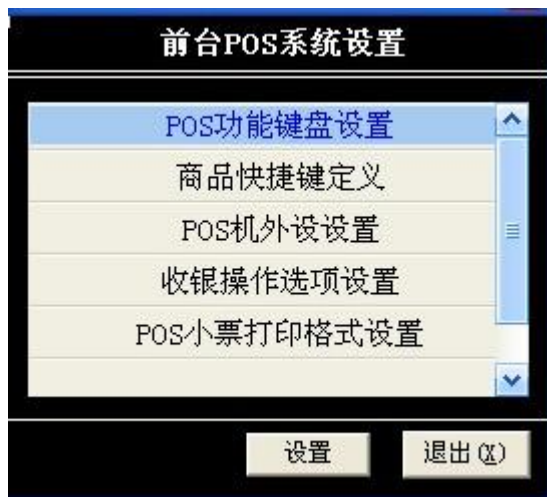 前台POS系统设置
POS功能键盘设置
商品快捷键定义
POS机外设设置
收银操作选项设置
POS小票打印格式设置
设置
退出(X)